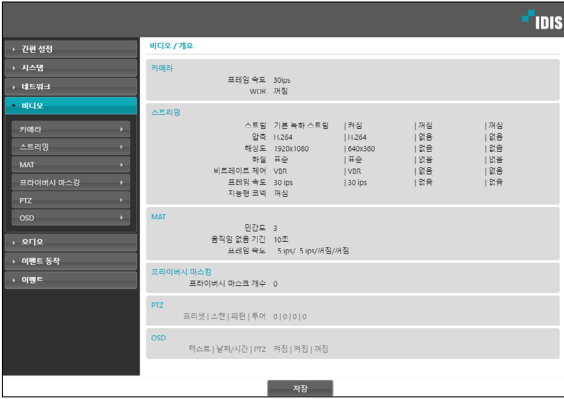 IDIS
간편 설정
시스템
네트워크
비디오
카메라
스트리밍
MAT
프라이버시 마스킹
PTZ
OSD
오디오
이벤트 동작
이벤트
비디오 / 개요
카메라
프레임 속도 30ips
WDR 꺼짐
스트리밍
스트림 기본 녹화 스트림 |켜짐 |꺼짐 |꺼짐
압축 H.264 |H.264 |없음 |없음
해상도 1920x1080 |640x360 |없음 |없음
화질 표준 |표준 |없음 |없음
비트레이트 제어 VBR |VBR |없음 |없음
프레임 속도 30 ips |30 ips |없음 |없음
지능형 코덱 꺼짐
MAT
민감도 3
움직임 없음 기간 10초
프레임 속도 5 ips/ 5 ips/꺼짐/꺼짐
프라이버시 마스킹
프라이버시 마스크 개수 0
PTZ
프리셋 | 스캔 | 패턴 | 투어 0 | 0 | 0 | 0
OSD
텍스트 | 날짜/시간 | PTZ 켜짐 | 켜짐 | 꺼짐
저장